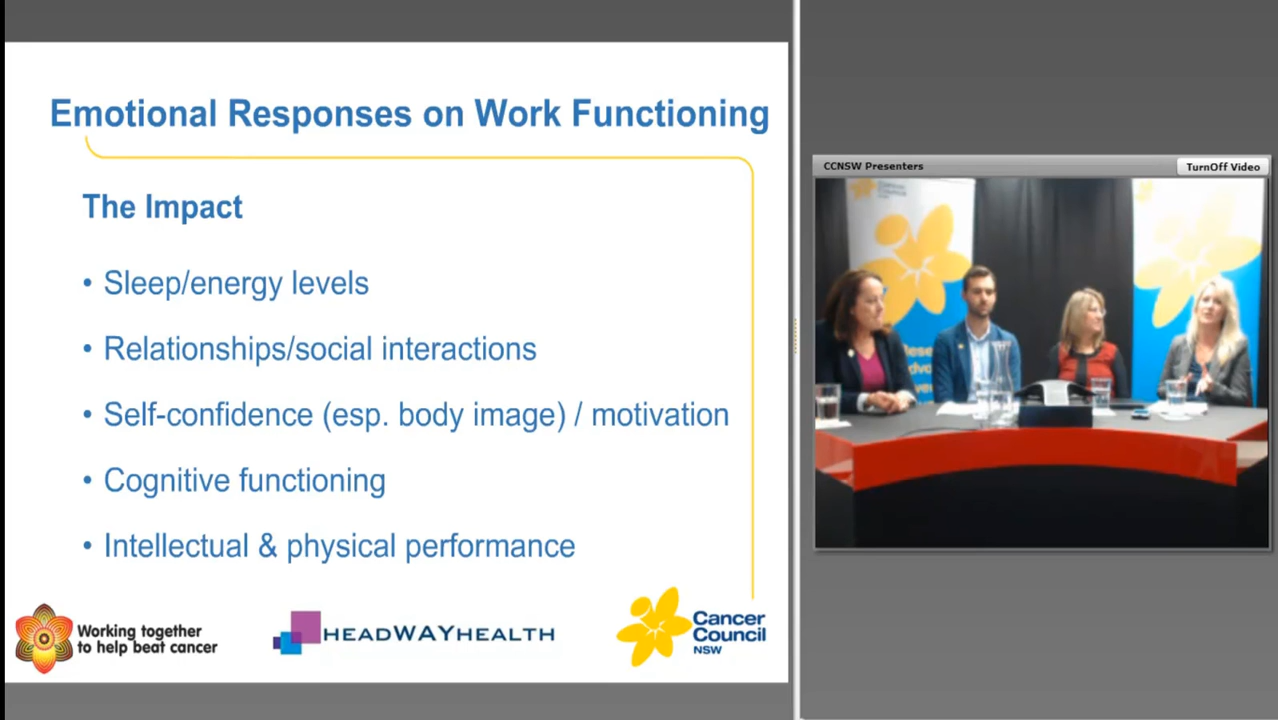 Emotional Responses on Work Functioning
The Impact
• Sleep/energy levels
• Relationships/social interactions
• Self-confidence (esp. body image) / motivation
• Cognitive functioning
• Intellectual & physical performance
Working together
to help beat cancer
HEADWAYHEALTH
Cancer
Council
NSW
CCNSW Presenters
TurnOff Video
Cancer
Council